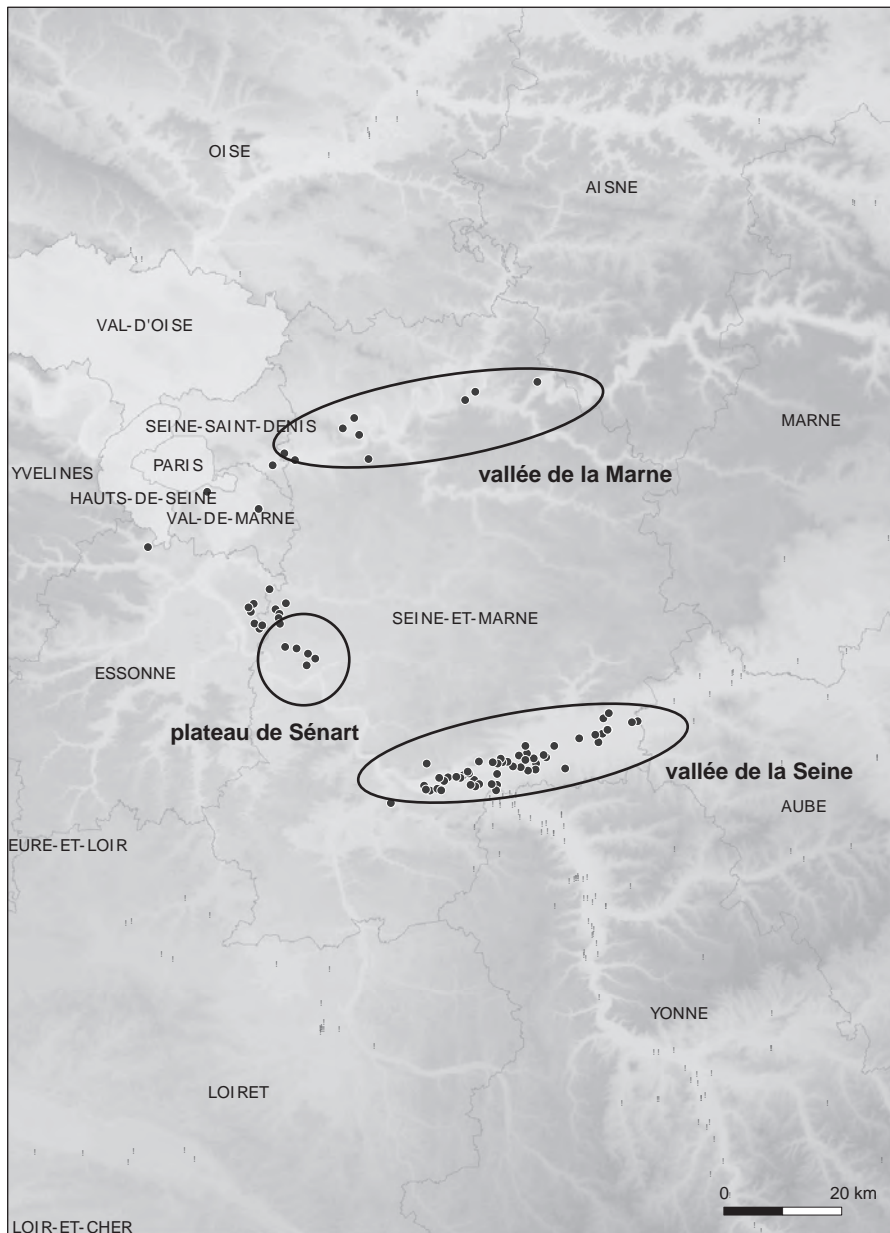 OISE
AISNE
VAL-D'OISE
SEINE-SAINT-DENIS
MARNE
PARIS
YVELINES
vallée de la Marne
HAUTS-DE-SEINE
VAL-DE-MARNE
SEINE-ET-MARNE
ESSONNE
plateau de Sénart
vallée de la Seine
AUBE
EURE-ET-LOIR
YONNE
LOIRET
0 20 km
LOIR-ET-CHER